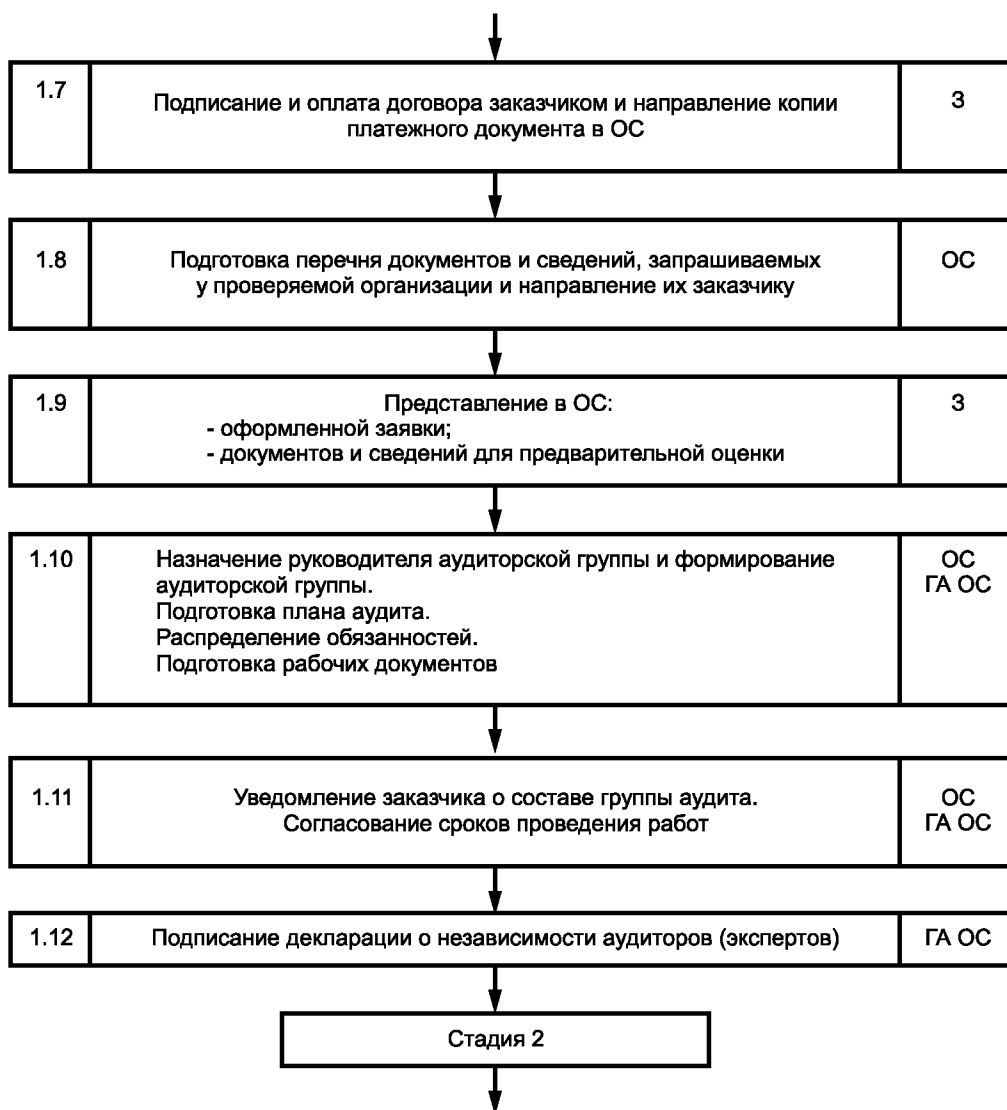 1.7
Подписание и оплата договора заказчиком и направление копии
платежного документа в ОС
З
1.8
Подготовка перечня документов и сведений, запрашиваемых
у проверяемой организации и направление их заказчику
ОС
1.9
Представление в ОС:
- оформленной заявки;
- документов и сведений для предварительной оценки
З
1.10
Назначение руководителя аудиторской группы и формирование
аудиторской группы.
Подготовка плана аудита.
Распределение обязанностей.
Подготовка рабочих документов
ОС
ГА ОС
1.11
Уведомление заказчика о составе группы аудита.
Согласование сроков проведения работ
ОС
ГА ОС
1.12
Подписание декларации о независимости аудиторов (экспертов)
ГА ОС
Стадия 2